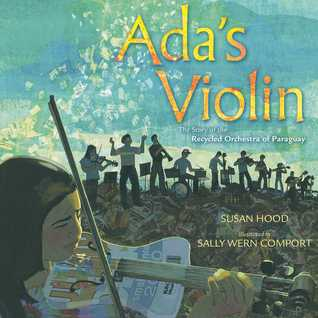 Ada's
Violin
The Story of the
Recycled Orchestra of Paraguay
SUSAN HOOD
illustrated by
SALLY WERN COMPORT